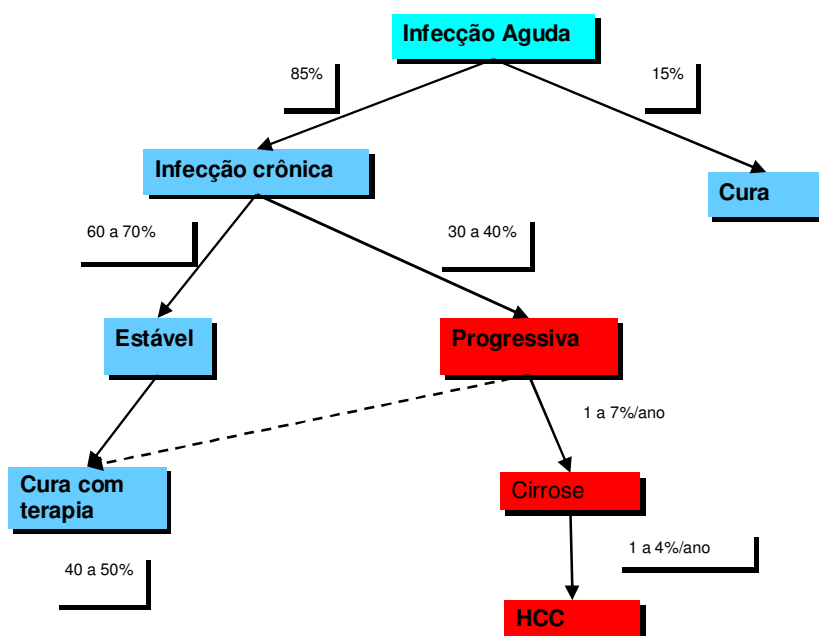 Infecção Aguda
85%
15%
Infecção crônica
Cura
60 a 70%
30 a 40%
Estável
Progressiva
1 a 7%/ano
Cura com
terapia
Cirrose
40 a 50%
1 a 4%/ano
HCC